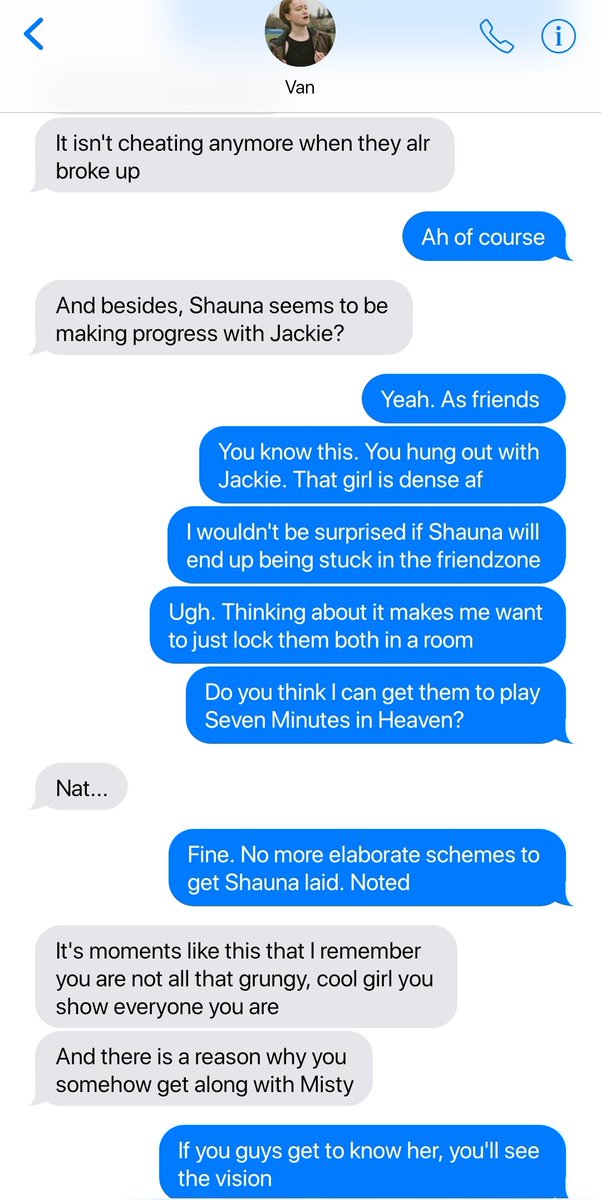 Van
It isn't cheating anymore when they alr
broke up
Ah of course
And besides, Shauna seems to be
making progress with Jackie?
Yeah. As friends
You know this. You hung out with
Jackie. That girl is dense af
I wouldn't be surprised if Shauna will
end up being stuck in the friendzone
Ugh. Thinking about it makes me want
to just lock them both in a room
Do you think I can get them to play
Seven Minutes in Heaven?
Nat...
Fine. No more elaborate schemes to
get Shauna laid. Noted
It's moments like this that I remember
you are not all that grungy, cool girl you
show everyone you are
And there is a reason why you
somehow get along with Misty
If you guys get to know her, you'll see
the vision